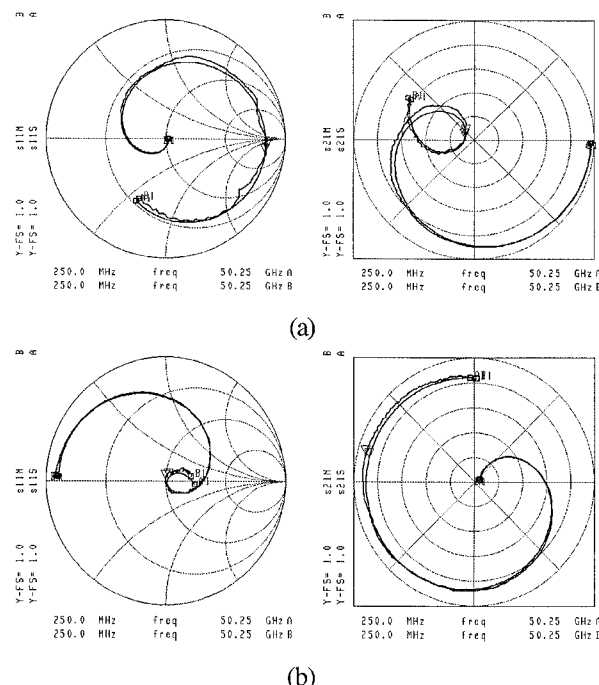 B A
s11M
s11S
Y-FS= 1.0
Y-FS= 1.0
250.0 MHz freq 50.25 GHz A
250.0 MHz freq 50.25 GHz B
B A
s21M
s21S
Y-FS= 1.0
Y-FS= 1.0
250.0 MHz freq 50.25 GHz A
250.0 MHz freq 50.25 GHz
(a)
B A
s11M
s11S
Y-FS= 1.0
Y-FS= 1.0
250.0 MHz freq 50.25 GHz A
250.0 MHz freq 50.25 GHz B
B A
s21M
s21S
Y-FS= 1.0
Y-FS= 1.0
250.0 MHz freq 50.25 GHz A
250.0 MHz freq 50.25 GHz
(b)